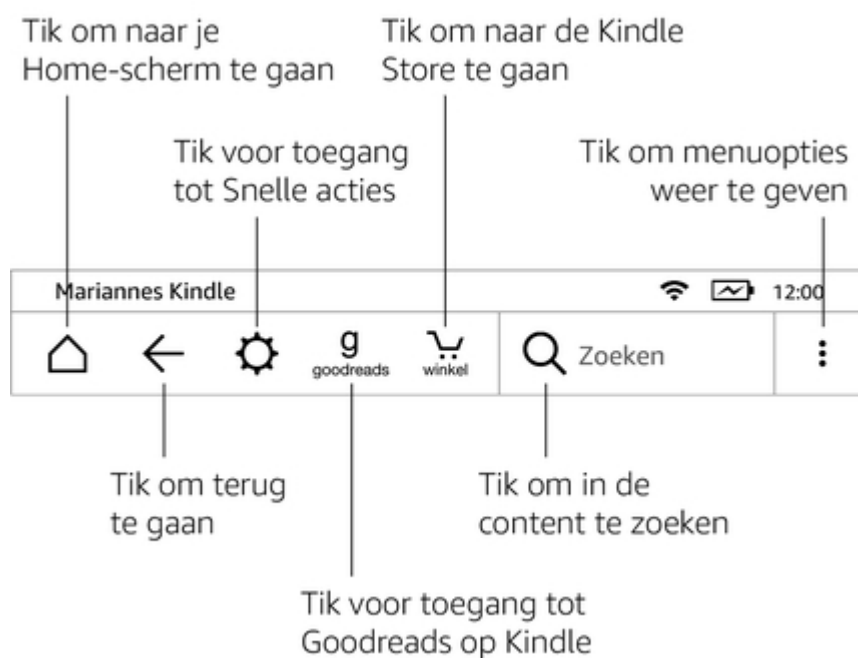 Tik om naar je
Home-scherm te gaan
Tik om naar de Kindle
Store te gaan
Tik voor toegang
tot Snelle acties
Tik om menuopties
weer te geven
Mariannes Kindle
12:00
g
goodreads
winkel
Zoeken
Tik om terug
te gaan
Tik om in de
content te zoeken
Tik voor toegang tot
Goodreads op Kindle